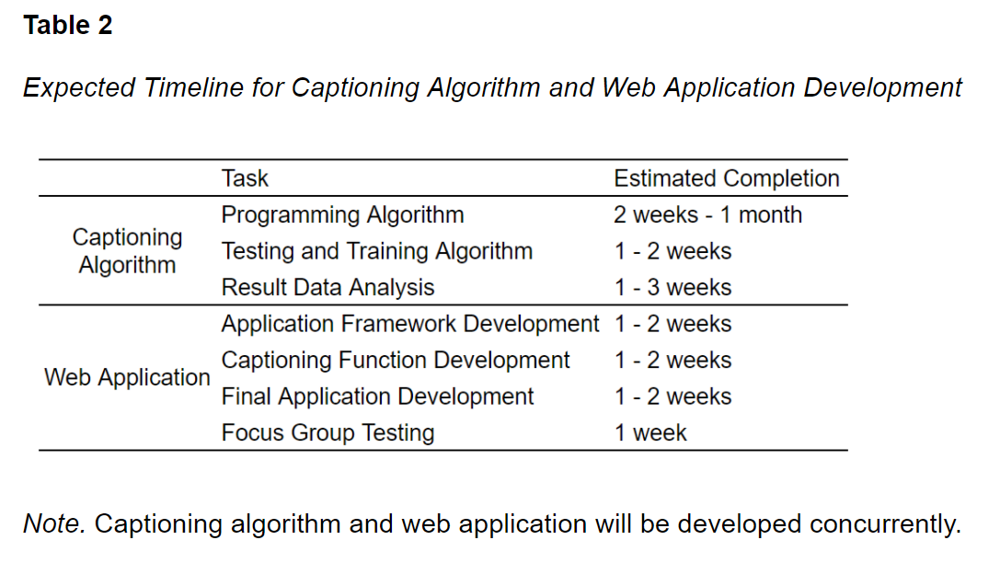 Table 2
Expected Timeline for Captioning Algorithm and Web Application Development
Task Estimated Completion
Captioning Algorithm
Programming Algorithm 2 weeks - 1 month
Testing and Training Algorithm 1 - 2 weeks
Result Data Analysis 1 - 3 weeks
Web Application
Application Framework Development 1 - 2 weeks
Captioning Function Development 1 - 2 weeks
Final Application Development 1 - 2 weeks
Focus Group Testing 1 week
Note. Captioning algorithm and web application will be developed concurrently.